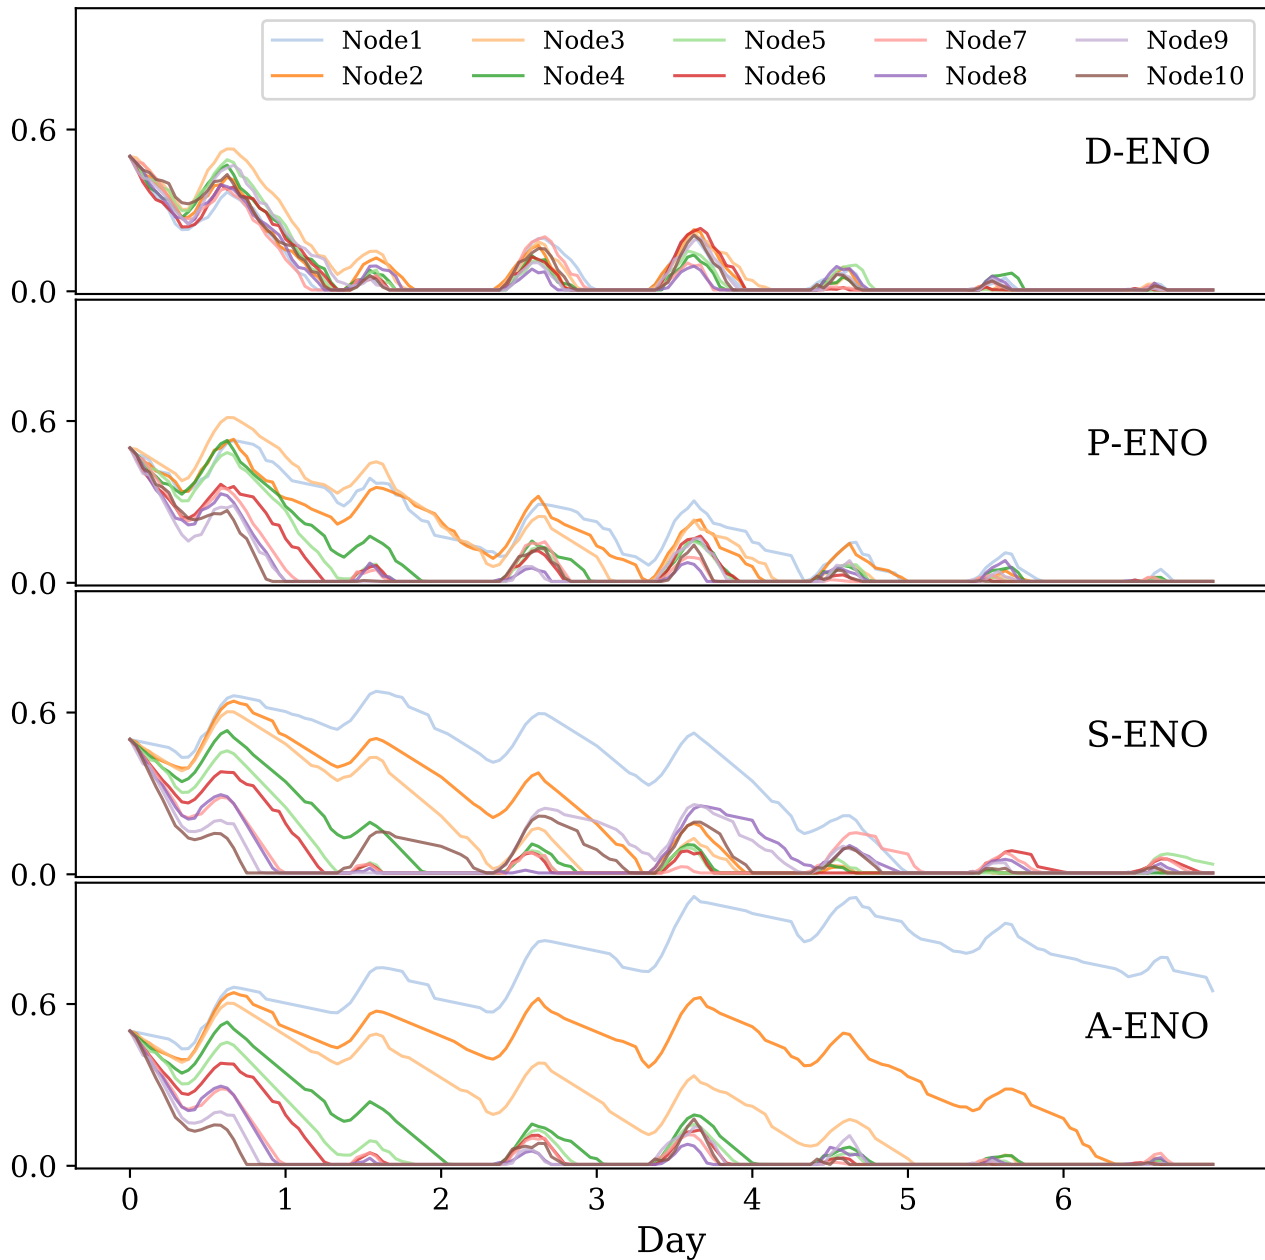 Node1 Node3 Node5 Node7 Node9
Node2 Node4 Node6 Node8 Node10
0.6
D-ENO
0.0
0.6
P-ENO
0.0
0.6
S-ENO
0.0
0.6
A-ENO
0.0
0 1 2 3 4 5 6
Day